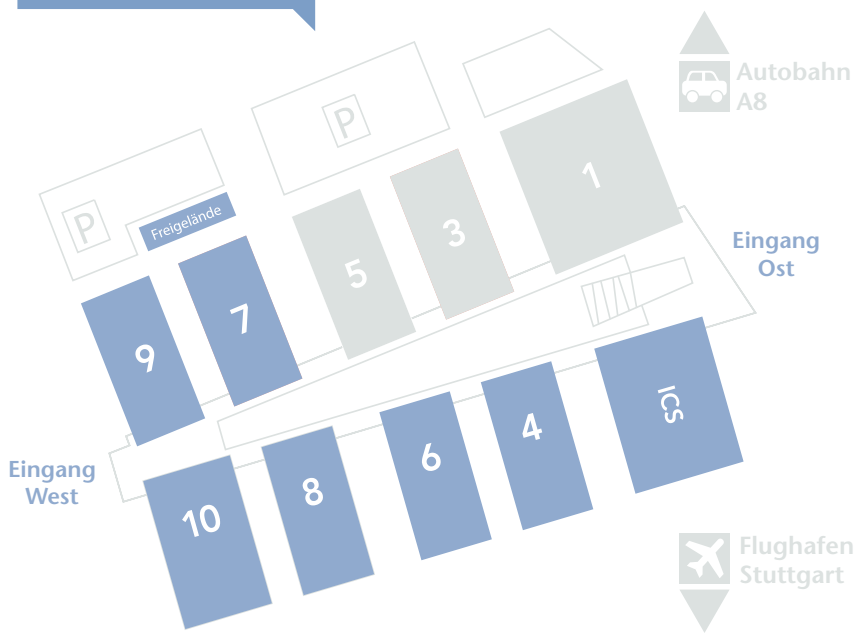 Autobahn
A8
P
1
P
Freigelände
3
Eingang
Ost
5
7
9
ICS
4
6
Eingang
West
8
10
Flughafen
Stuttgart